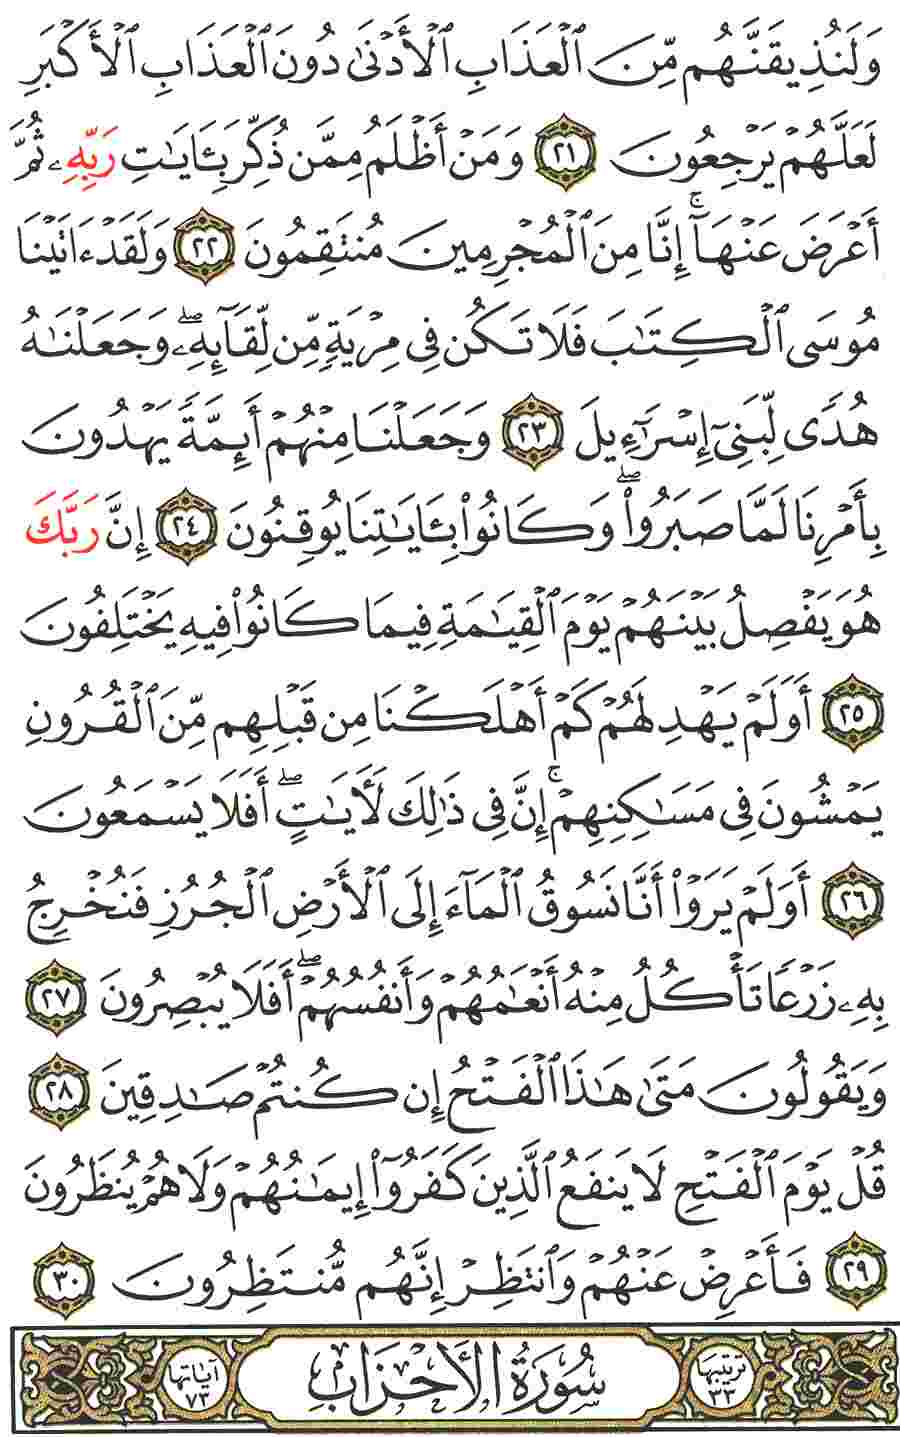 وَلَنُذِيقَنَّهُم مِّنَ ٱلْعَذَابِ ٱلْأَدْنَىٰ دُونَ ٱلْعَذَابِ ٱلْأَكْبَرِ
لَعَلَّهُمْ يَرْجِعُونَ ٢١ وَمَنْ أَظْلَمُ مِمَّن ذُكِّرَ بِـَٔايَٰتِ رَبِّهِۦ ثُمَّ
أَعْرَضَ عَنْهَآ ۚ إِنَّا مِنَ ٱلْمُجْرِمِينَ مُنتَقِمُونَ ٢٢ وَلَقَدْ ءَاتَيْنَا
مُوسَى ٱلْكِتَٰبَ فَلَا تَكُن فِى مِرْيَةٍ مِّن لِّقَآئِهِۦ ۖ وَجَعَلْنَٰهُ
هُدًى لِّبَنِىٓ إِسْرَٰٓءِيلَ ٢٣ وَجَعَلْنَا مِنْهُمْ أَئِمَّةً يَهْدُونَ
بِأَمْرِنَا لَمَّا صَبَرُوا۟ ۖ وَكَانُوا۟ بِـَٔايَٰتِنَا يُوقِنُونَ ٢٤ إِنَّ رَبَّكَ
هُوَ يَفْصِلُ بَيْنَهُمْ يَوْمَ ٱلْقِيَٰمَةِ فِيمَا كَانُوا۟ فِيهِ يَخْتَلِفُونَ
٢٥ أَوَلَمْ يَهْدِ لَهُمْ كَمْ أَهْلَكْنَا مِن قَبْلِهِم مِّنَ ٱلْقُرُونِ
يَمْشُونَ فِى مَسَٰكِنِهِمْ ۚ إِنَّ فِى ذَٰلِكَ لَـَٔايَٰتٍ ۖ أَفَلَا يَسْمَعُونَ
٢٦ أَوَلَمْ يَرَوْا۟ أَنَّا نَسُوقُ ٱلْمَآءَ إِلَى ٱلْأَرْضِ ٱلْجُرُزِ فَنُخْرِجُ
بِهِۦ زَرْعًا تَأْكُلُ مِنْهُ أَنْعَٰمُهُمْ وَأَنفُسُهُمْ ۖ أَفَلَا يُبْصِرُونَ ٢٧
وَيَقُولُونَ مَتَىٰ هَٰذَا ٱلْفَتْحُ إِن كُنتُمْ صَٰدِقِينَ ٢٨
قُلْ يَوْمَ ٱلْفَتْحِ لَا يَنفَعُ ٱلَّذِينَ كَفَرُوٓا۟ إِيمَٰنُهُمْ وَلَا هُمْ يُنظَرُونَ
٢٩ فَأَعْرِضْ عَنْهُمْ وَٱنتَظِرْ إِنَّهُم مُّنتَظِرُونَ ٣٠
ترتيبها ٣٣ سُورَةُ الأَحْزَابِ آياتها ٧٣